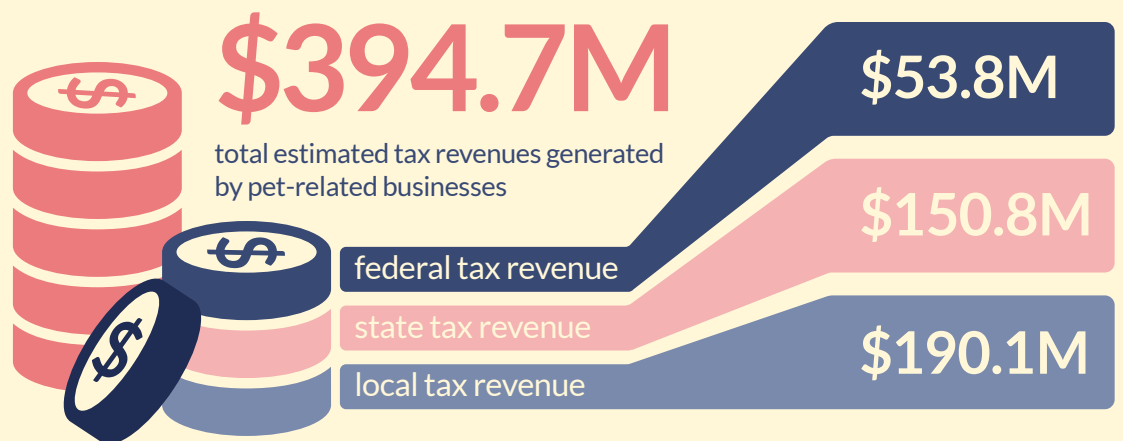 $394.7M
total estimated tax revenues generated
by pet-related businesses
federal tax revenue
$53.8M
state tax revenue
$150.8M
local tax revenue
$190.1M
$
$
$